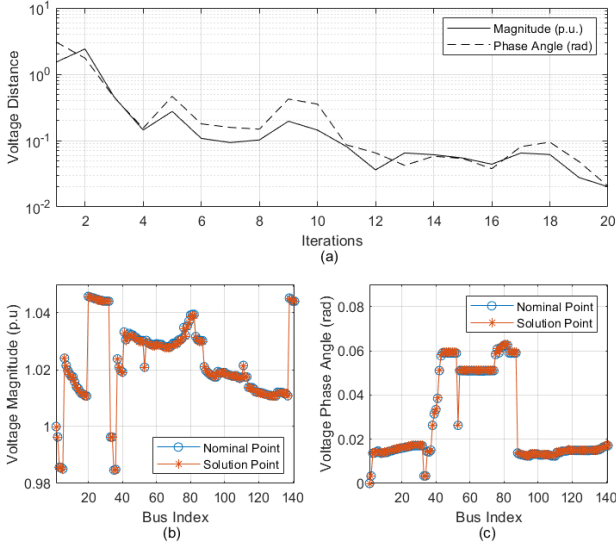 10^1
10^0
10^-1
10^-2
Voltage Distance
Magnitude (p.u.)
Phase Angle (rad)
2 4 6 8 10 12 14 16 18 20
Iterations
(a)
1.04
1.02
1.00
0.98
Voltage Magnitude (p.u)
Nominal Point
Solution Point
20 40 60 80 100 120 140
Bus Index
(b)
0.08
0.06
0.04
0.02
0
Voltage Phase Angle (rad)
Nominal Point
Solution Point
20 40 60 80 100 120 140
Bus Index
(c)